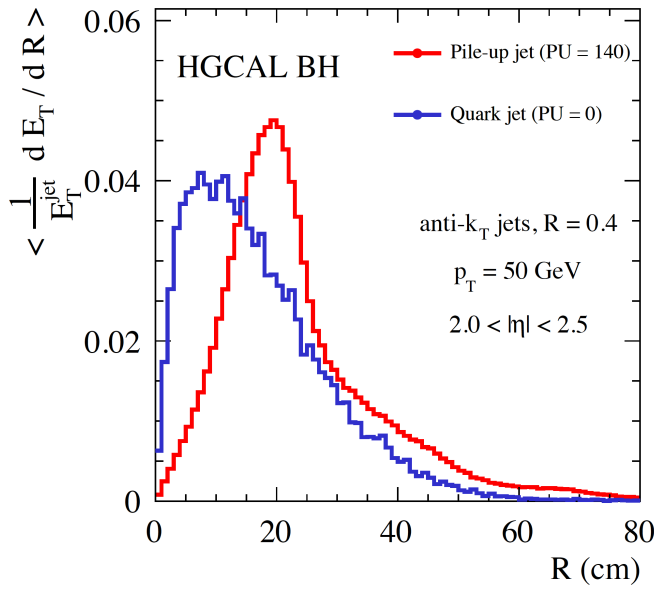 < 1/E_T^jet d E_T / d R >
0.06
0.04
0.02
0
HGCAL BH
Pile-up jet (PU = 140)
Quark jet (PU = 0)
anti-k_T jets, R = 0.4
p_T = 50 GeV
2.0 < |η| < 2.5
0 20 40 60 80
R (cm)